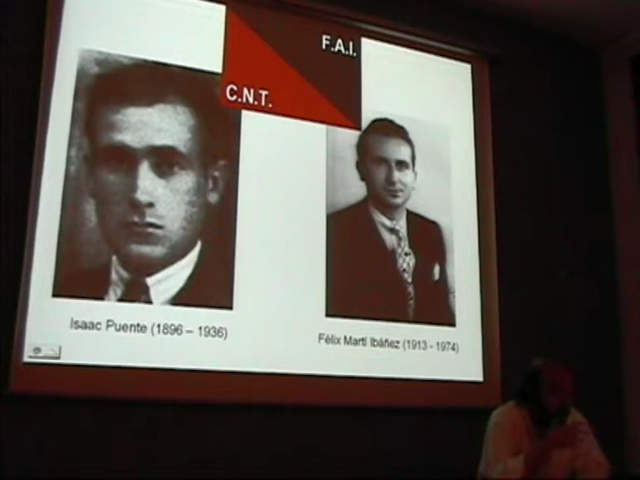 F.A.I.
C.N.T.
Isaac Puente (1896 – 1936)
Félix Martí Ibáñez (1913 - 1974)